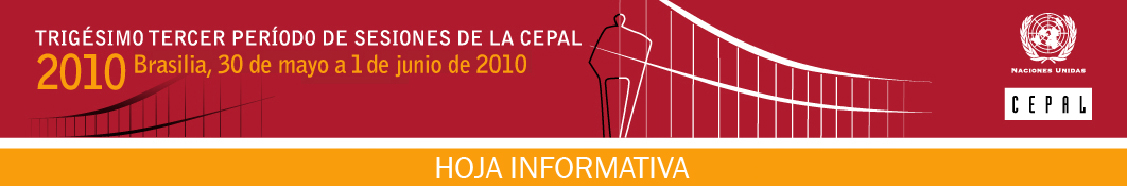 TRIGÉSIMO TERCER PERÍODO DE SESIONES DE LA CEPAL
2010 Brasilia, 30 de mayo a 1 de junio de 2010
NACIONES UNIDAS
CEPAL
HOJA INFORMATIVA